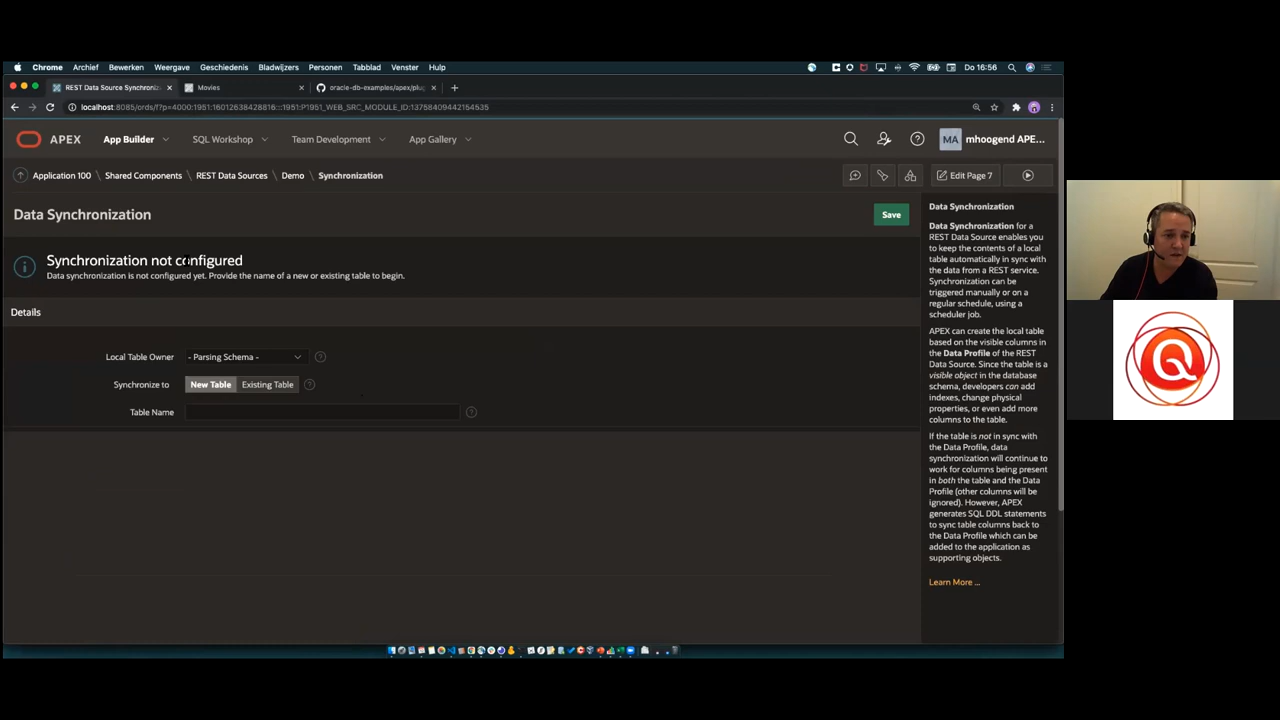 Chrome Archief Bewerken Weergave Geschiedenis Bladwijzers Personen Tabblad Venster Hulp Do 16:56
REST Data Source Synchroniz Movies oracle-db-examples/apex/plu
localhost:8085/ords/f?p=4000:1951:16012638428816:::1951:P1951_WEB_SRC_MODULE_ID:13758409442154535
APEX App Builder SQL Workshop Team Development App Gallery MA mhoogend APE...
Application 100 Shared Components REST Data Sources Demo Synchronization Edit Page 7
Data Synchronization Save
Synchronization not configured
Data synchronization is not configured yet. Provide the name of a new or existing table to begin.
Details
Local Table Owner - Parsing Schema -
Synchronize to New Table Existing Table
Table Name
Data Synchronization
Data Synchronization for a
REST Data Source enables you
to keep the contents of a local
table automatically in sync with
the data from a REST service.
Synchronization can be
triggered manually or on a
regular schedule, using a
scheduler job.
APEX can create the local table
based on the visible columns in
the Data Profile of the REST
Data Source. Since the table is a
visible object in the database
schema, developers can add
indexes, change physical
properties, or even add more
columns to the table.
If the table is not in sync with
the Data Profile, data
synchronization will continue to
work for columns being present
in both the table and the Data
Profile (other columns will be
ignored). However, APEX
generates SQL DDL statements
to sync table columns back to
the Data Profile which can be
added to the application as
supporting objects.
Learn More ...
Q